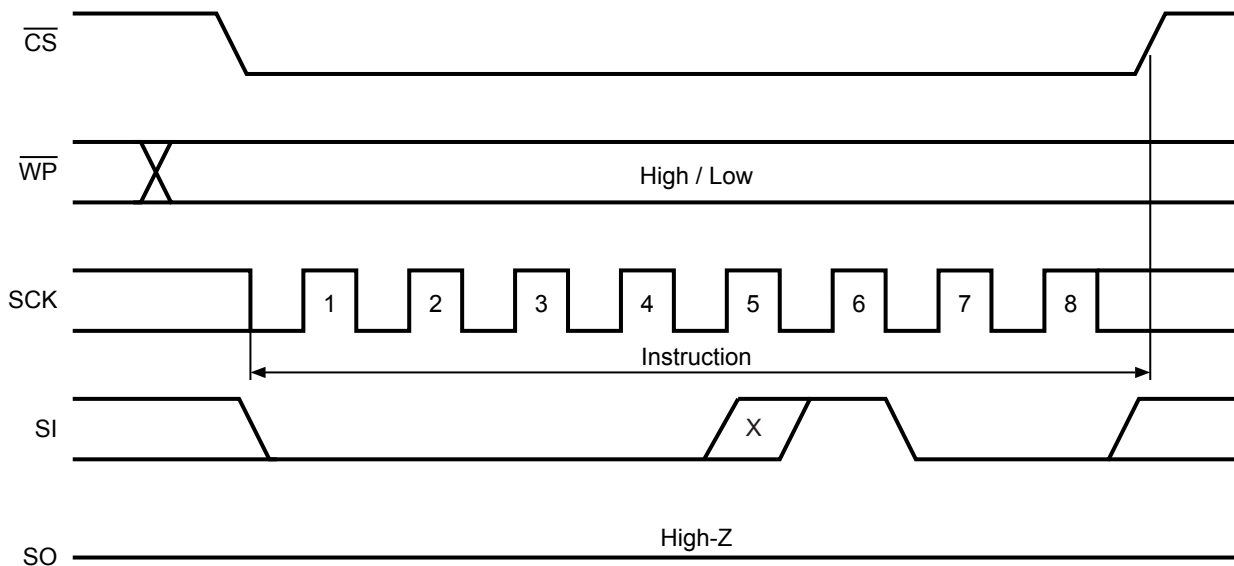 CS
WP
High / Low
SCK
1 2 3 4 5 6 7 8
Instruction
SI
X
High-Z
SO